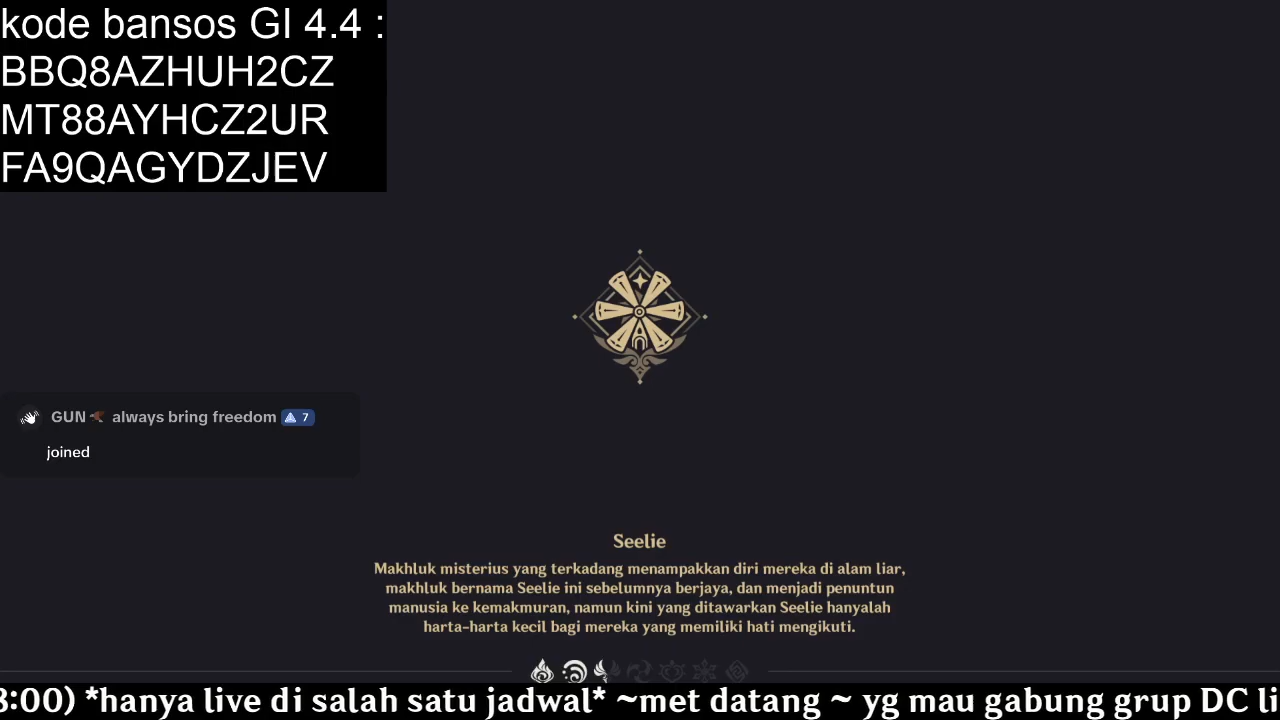 kode bansos GI 4.4 :
BBQ8AZHUH2CZ
MT88AYHCZ2UR
FA9QAGYDZJEV
GUN always bring freedom 7
joined
Seelie
Makhluk misterius yang terkadang menampakkan diri mereka di alam liar,
makhluk bernama Seelie ini sebelumnya berjaya, dan menjadi penuntun
manusia ke kemakmuran, namun kini yang ditawarkan Seelie hanyalah
harta-harta kecil bagi mereka yang memiliki hati mengikuti.
8:00) *hanya live di salah satu jadwal* ~met datang ~ yg mau gabung grup DC li